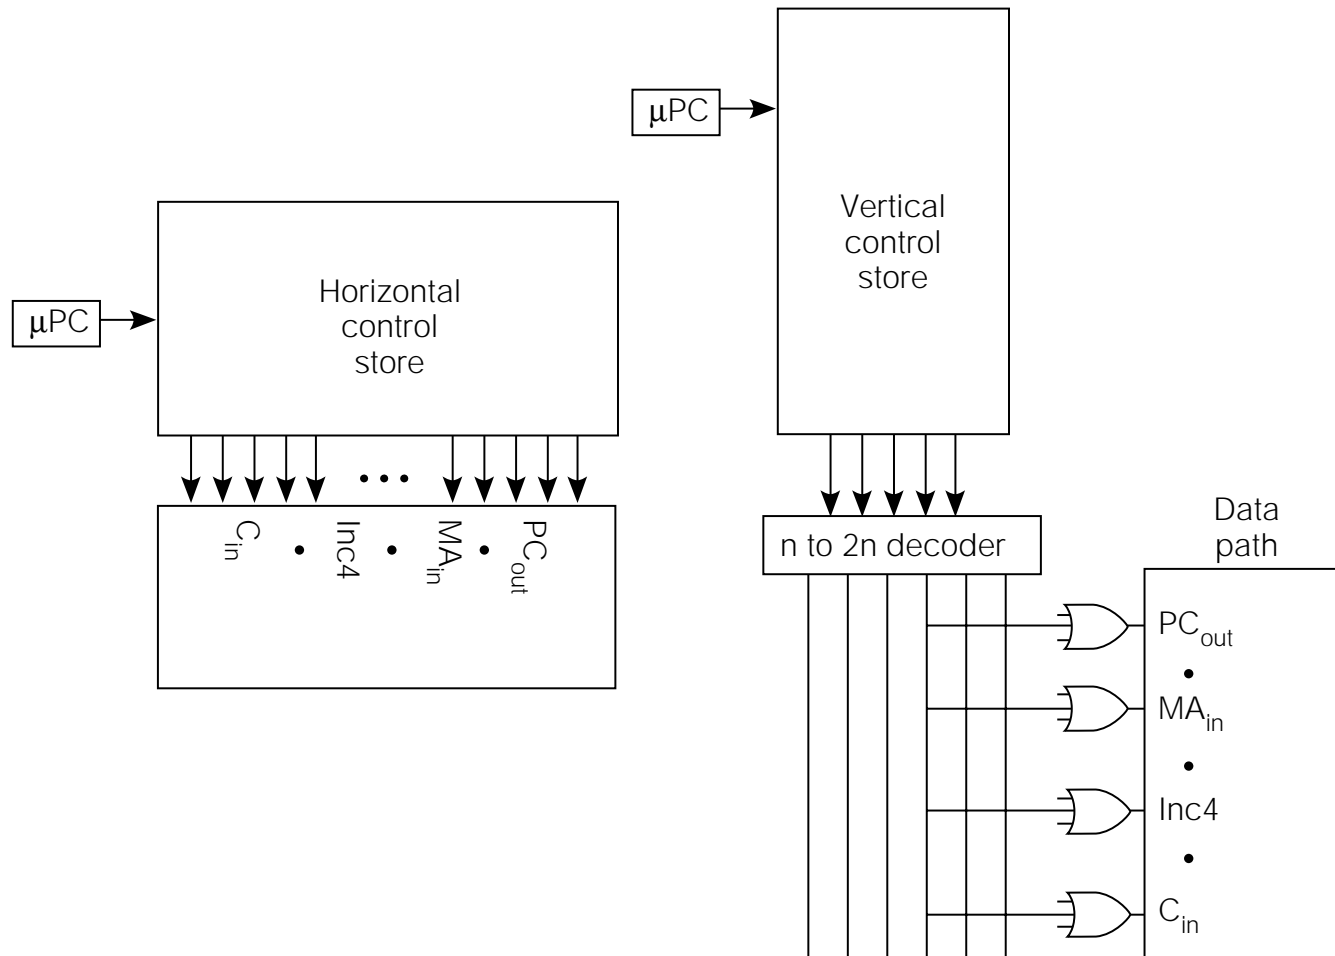 μPC
Horizontal
control
store
C_in
Inc4
MA_in
PC_out
μPC
Vertical
control
store
n to 2n decoder
Data
path
PC_out
MA_in
Inc4
C_in